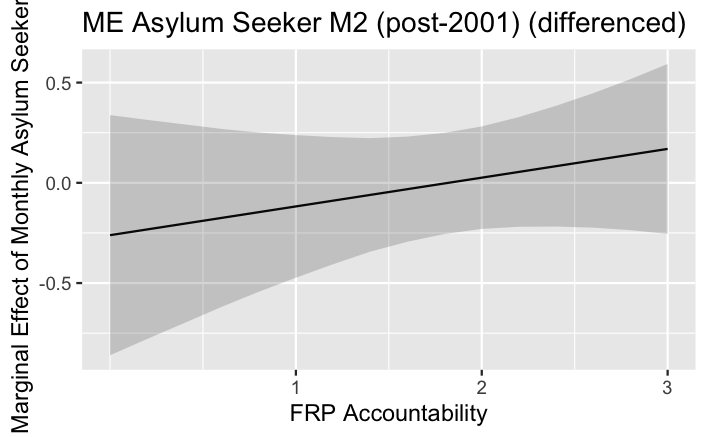 ME Asylum Seeker M2 (post-2001) (differenced)
Marginal Effect of Monthly Asylum Seeker
0.5
0.0
-0.5
1
2
3
FRP Accountability